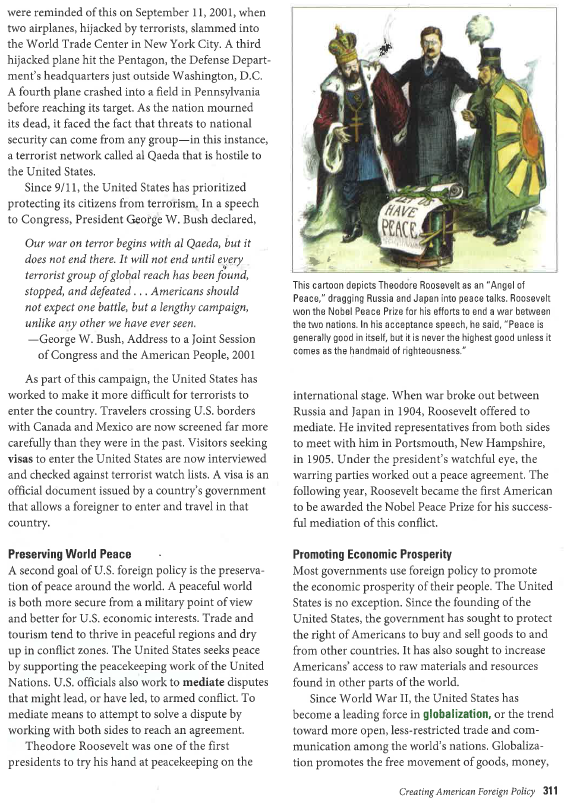 were reminded of this on September 11, 2001, when
two airplanes, hijacked by terrorists, slammed into
the World Trade Center in New York City. A third
hijacked plane hit the Pentagon, the Defense Depart-
ment's headquarters just outside Washington, D.C.
A fourth plane crashed into a field in Pennsylvania
before reaching its target. As the nation mourned
its dead, it faced the fact that threats to national
security can come from any group—in this instance,
a terrorist network called al Qaeda that is hostile to
the United States.
Since 9/11, the United States has prioritized
protecting its citizens from terrorism. In a speech
to Congress, President George W. Bush declared,
Our war on terror begins with al Qaeda, but it
does not end there. It will not end until every
terrorist group of global reach has been found,
stopped, and defeated . . . Americans should
not expect one battle, but a lengthy campaign,
unlike any other we have ever seen.
—George W. Bush, Address to a Joint Session
of Congress and the American People, 2001
As part of this campaign, the United States has
worked to make it more difficult for terrorists to
enter the country. Travelers crossing U.S. borders
with Canada and Mexico are now screened far more
carefully than they were in the past. Visitors seeking
visas to enter the United States are now interviewed
and checked against terrorist watch lists. A visa is an
official document issued by a country's government
that allows a foreigner to enter and travel in that
country.
Preserving World Peace
A second goal of U.S. foreign policy is the preserva-
tion of peace around the world. A peaceful world
is both more secure from a military point of view
and better for U.S. economic interests. Trade and
tourism tend to thrive in peaceful regions and dry
up in conflict zones. The United States seeks peace
by supporting the peacekeeping work of the United
Nations. U.S. officials also work to mediate disputes
that might lead, or have led, to armed conflict. To
mediate means to attempt to solve a dispute by
working with both sides to reach an agreement.
Theodore Roosevelt was one of the first
presidents to try his hand at peacekeeping on the
LET US
HAVE
PEACE
This cartoon depicts Theodore Roosevelt as an "Angel of
Peace," dragging Russia and Japan into peace talks. Roosevelt
won the Nobel Peace Prize for his efforts to end a war between
the two nations. In his acceptance speech, he said, "Peace is
generally good in itself, but it is never the highest good unless it
comes as the handmaid of righteousness."
international stage. When war broke out between
Russia and Japan in 1904, Roosevelt offered to
mediate. He invited representatives from both sides
to meet with him in Portsmouth, New Hampshire,
in 1905. Under the president's watchful eye, the
warring parties worked out a peace agreement. The
following year, Roosevelt became the first American
to be awarded the Nobel Peace Prize for his success-
ful mediation of this conflict.
Promoting Economic Prosperity
Most governments use foreign policy to promote
the economic prosperity of their people. The United
States is no exception. Since the founding of the
United States, the government has sought to protect
the right of Americans to buy and sell goods to and
from other countries. It has also sought to increase
Americans' access to raw materials and resources
found in other parts of the world.
Since World War II, the United States has
become a leading force in globalization, or the trend
toward more open, less-restricted trade and com-
munication among the world's nations. Globaliza-
tion promotes the free movement of goods, money,
Creating American Foreign Policy 311